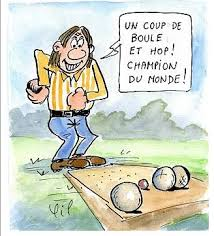 UN COUP DE
BOULE
ET HOP!
CHAMPION
DU MONDE!